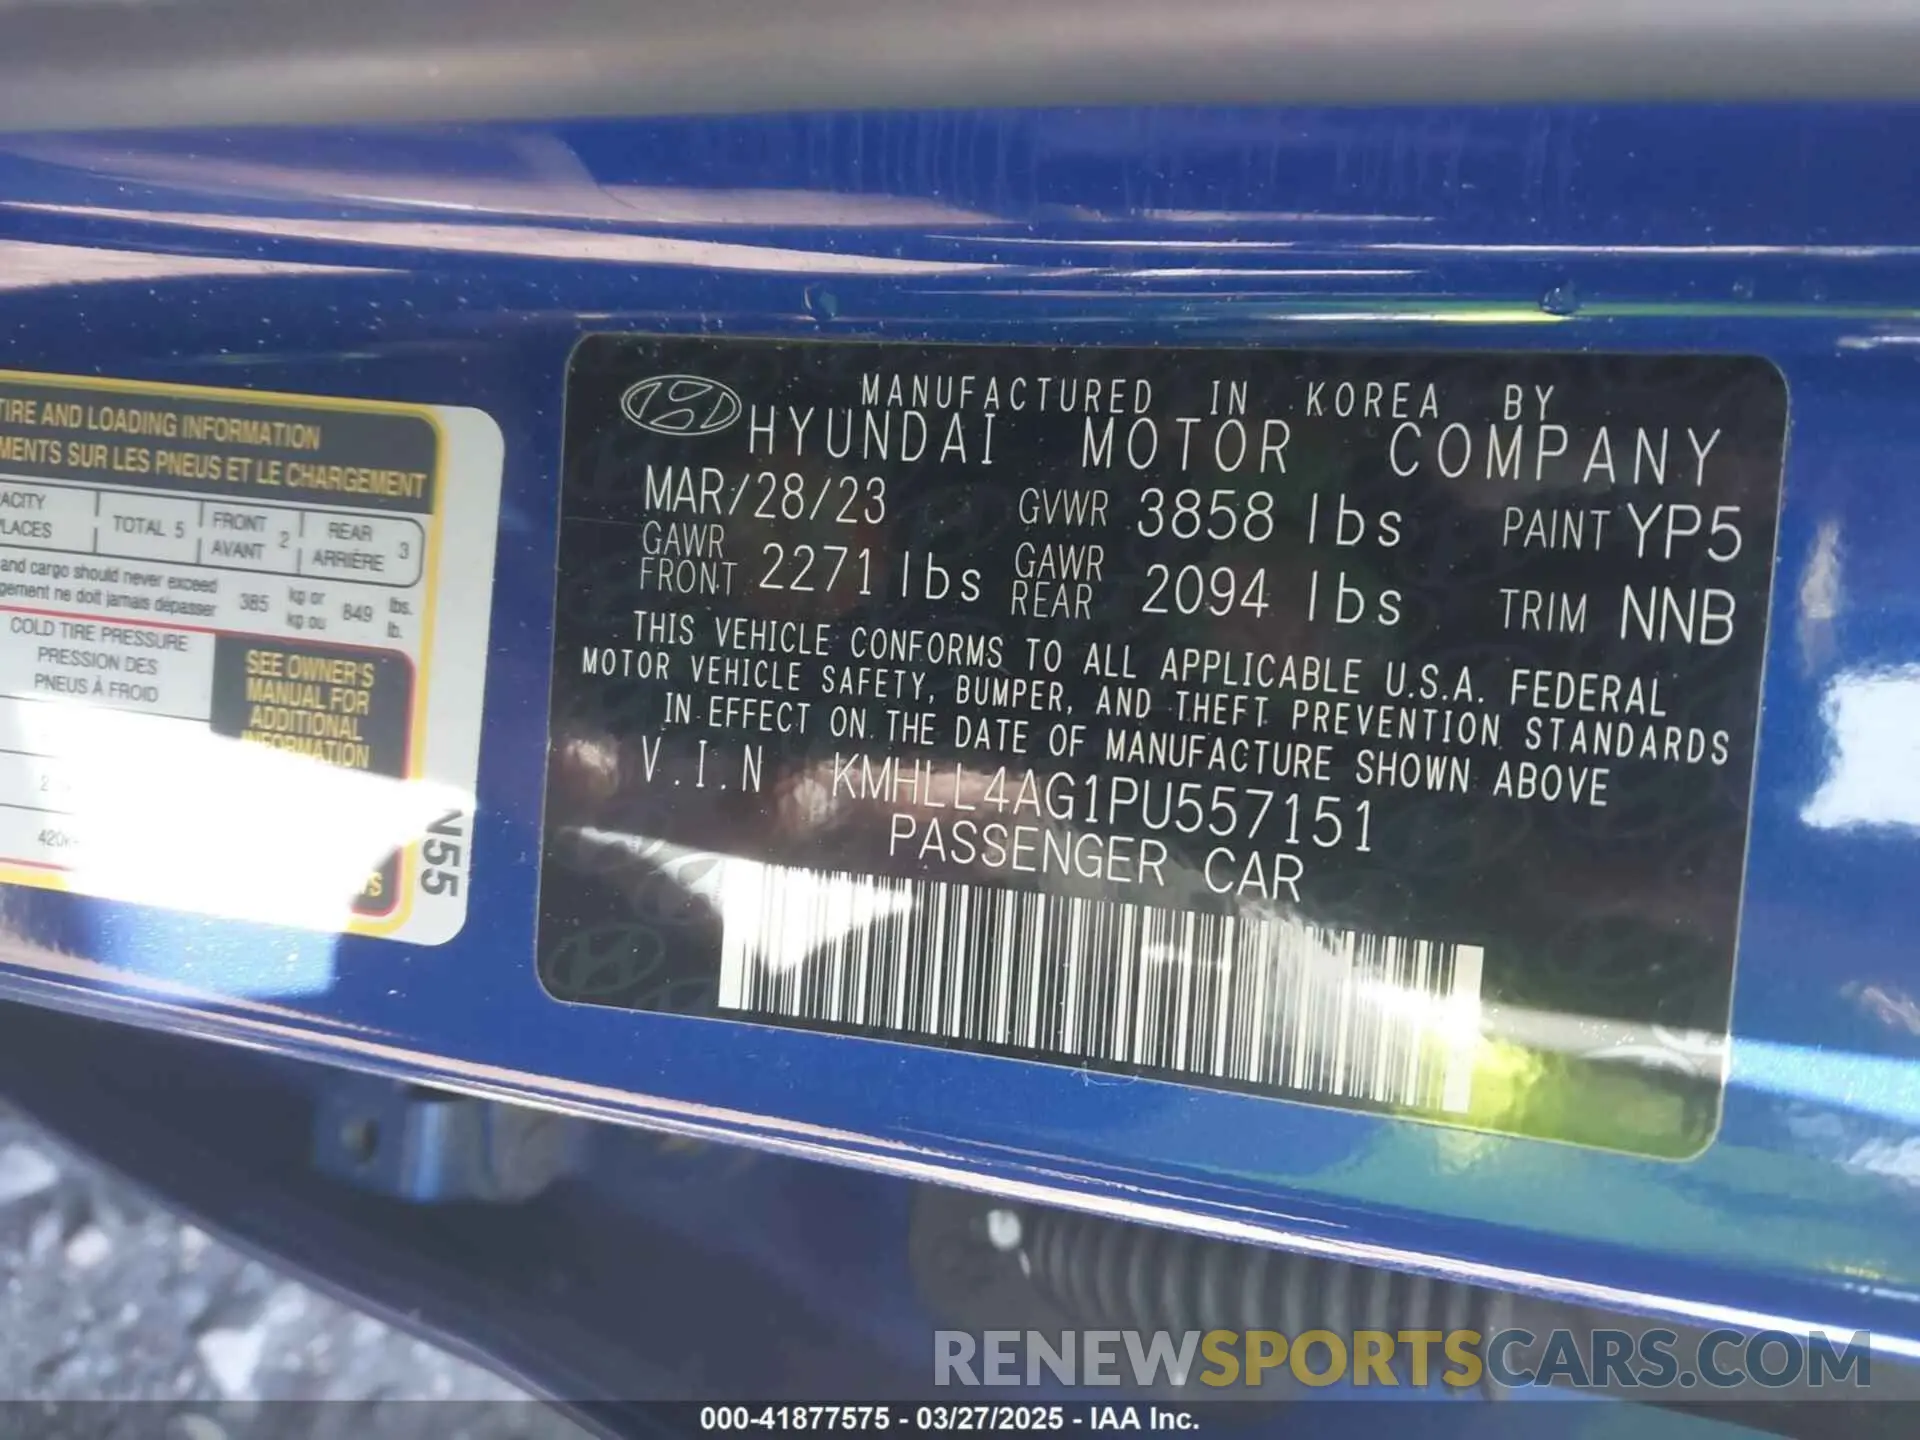 TIRE AND LOADING INFORMATION
SUR LES PNEUS ET LE CHARGEMENT
TOTAL 5
FRONT
AVANT 2
REAR
ARRIÈRE 3
and cargo should never exceed
ne doit jamais dépasser
385 kg or
kg ou 849 lbs.
lb.
COLD TIRE PRESSURE
PRESSION DES
PNEUS À FROID
SEE OWNER'S
MANUAL FOR
ADDITIONAL
INFORMATION
N55
MANUFACTURED IN KOREA BY
HYUNDAI MOTOR COMPANY
MAR/28/23 GVWR 3858 lbs PAINT YP5
GAWR
FRONT 2271 lbs GAWR
REAR 2094 lbs TRIM NNB
THIS VEHICLE CONFORMS TO ALL APPLICABLE U.S.A. FEDERAL
MOTOR VEHICLE SAFETY, BUMPER, AND THEFT PREVENTION STANDARDS
IN EFFECT ON THE DATE OF MANUFACTURE SHOWN ABOVE
V.I.N KMHLL4AG1PU557151
PASSENGER CAR
RENEWSPORTSCARS.COM
000-41877575 - 03/27/2025 - IAA Inc.